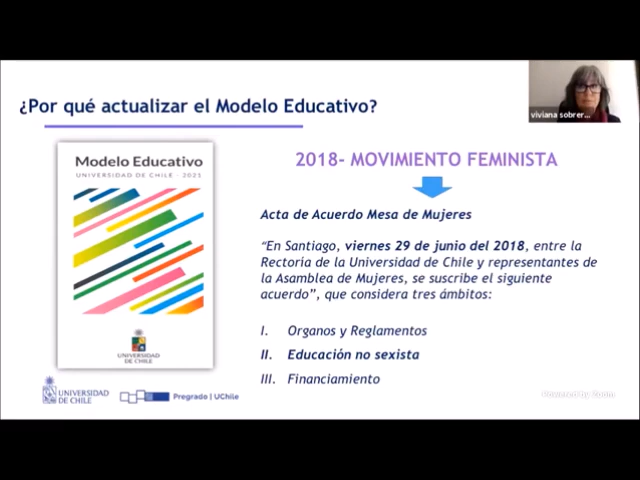 ¿Por qué actualizar el Modelo Educativo?
viviana sobrer...
Modelo Educativo
UNIVERSIDAD DE CHILE - 2021
UNIVERSIDAD
DE CHILE
2018- MOVIMIENTO FEMINISTA
Acta de Acuerdo Mesa de Mujeres
“En Santiago, viernes 29 de junio del 2018, entre la
Rectoría de la Universidad de Chile y representantes de
la Asamblea de Mujeres, se suscribe el siguiente
acuerdo”, que considera tres ámbitos:
I. Organos y Reglamentos
II. Educación no sexista
III. Financiamiento
UNIVERSIDAD
DE CHILE
Pregrado | UChile
Powered by Zoom